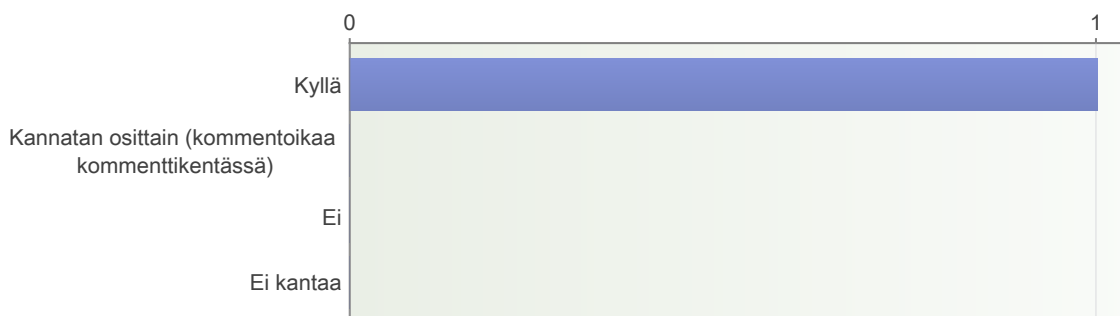 0 1
Kyllä
Kannatan osittain (kommentoikaa
kommenttikentässä)
Ei
Ei kantaa